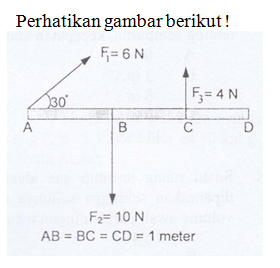 Perhatikan gambar berikut !
F₁= 6 N
30°
F₃= 4 N
A B C D
F₂= 10 N
AB = BC = CD = 1 meter